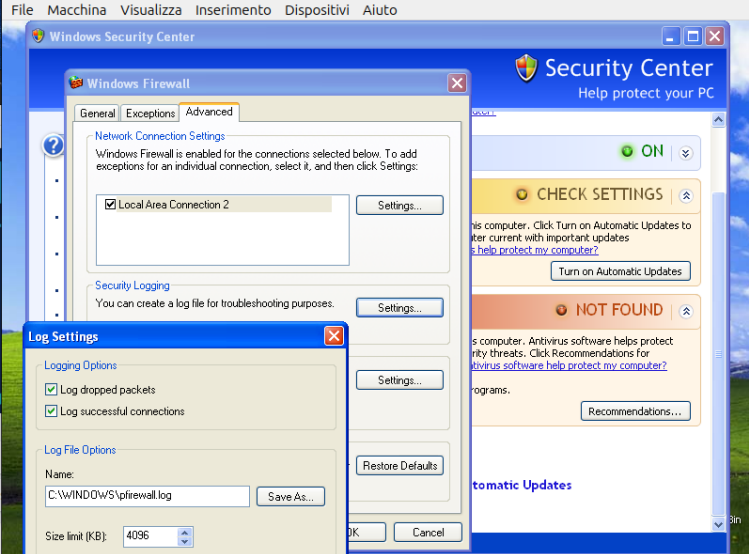 File Macchina Visualizza Inserimento Dispositivi Aiuto
Windows Security Center
Security Center
Help protect your PC
Windows Firewall
General Exceptions Advanced
Network Connection Settings
Windows Firewall is enabled for the connections selected
below. To add
exceptions for an individual connection, select it, and then click Settings:
Local Area Connection 2
Settings...
Security Logging
You can create a log file for troubleshooting purposes.
Settings...
Settings...
Restore Defaults
Cancel
ON
CHECK SETTINGS
his computer. Click Turn on Automatic Updates to
ter current with important updates
s help protect my computer?
Turn on Automatic Updates
NOT FOUND
s computer. Antivirus software helps protect
rity threats. Click Recommendations for
tivirus software help protect my computer?
rograms.
Recommendations...
tomatic Updates
Bin
Log Settings
Logging Options
Log dropped packets
Log successful connections
Log File Options
Name:
C:\WINDOWS\pfirewall.log
Save As...
Size limit (KB): 4096